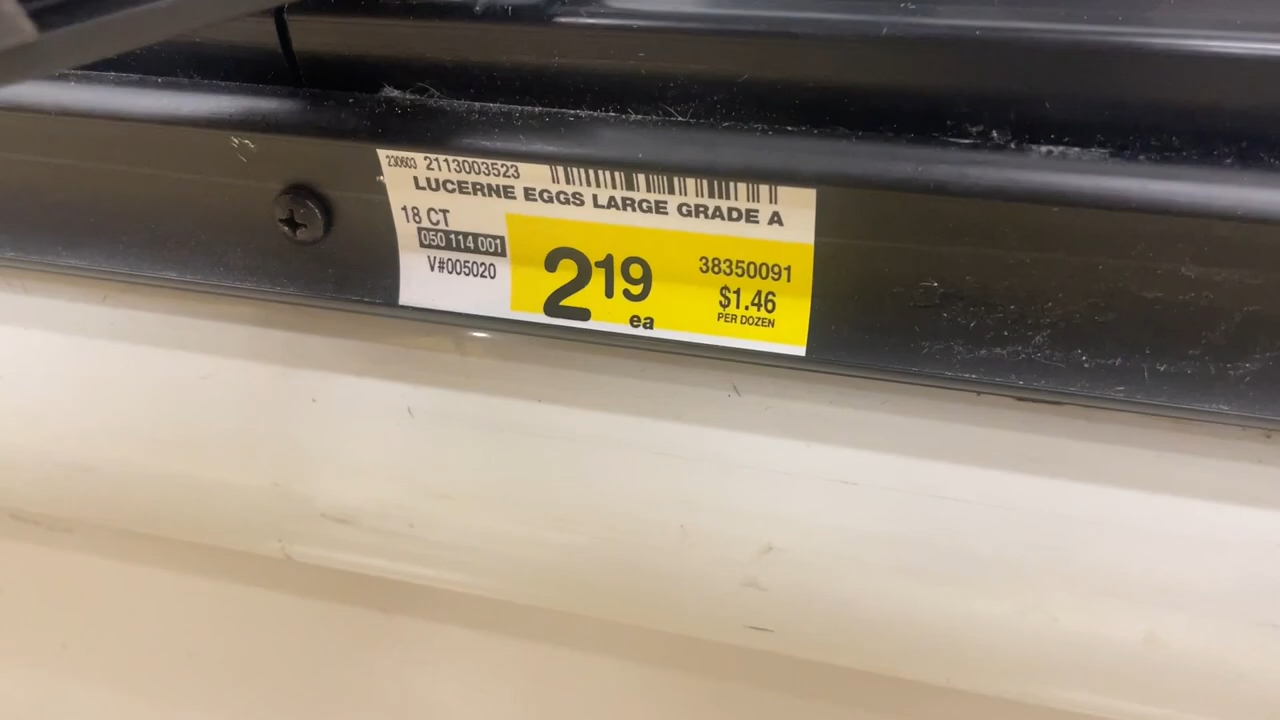 230603 2113003523
LUCERNE EGGS LARGE GRADE A
18 CT
050 114 001
V#005020
2 19
ea
38350091
$1.46
PER DOZEN